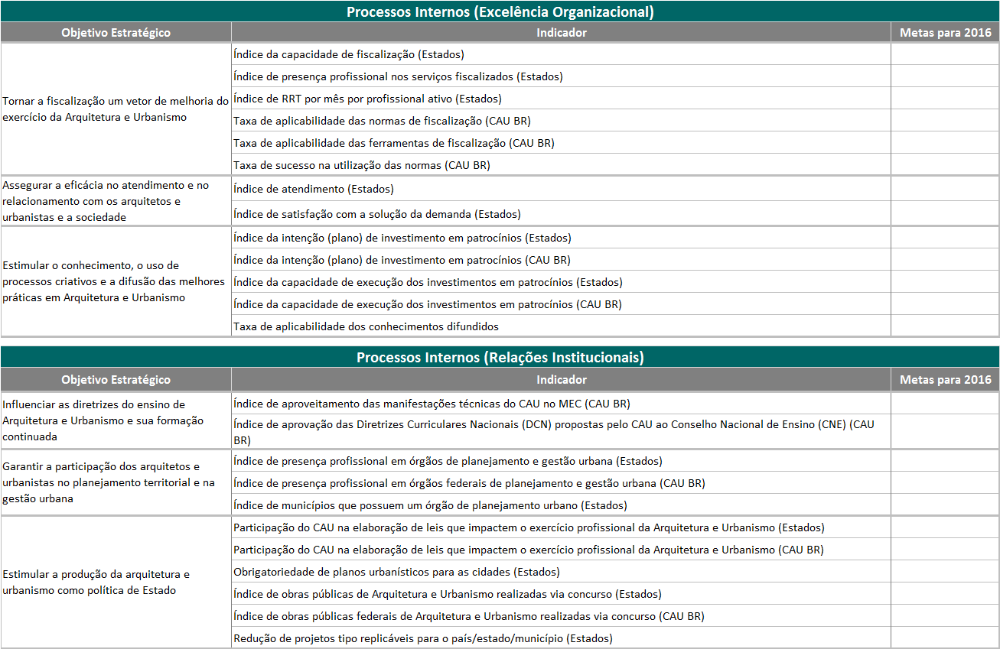 Processos Internos (Excelência Organizacional)
Objetivo Estratégico
Indicador
Metas para 2016
Tornar a fiscalização um vetor de melhoria do
exercício da Arquitetura e Urbanismo
Índice da capacidade de fiscalização (Estados)
Índice de presença profissional nos serviços fiscalizados (Estados)
Índice de RRT por mês por profissional ativo (Estados)
Taxa de aplicabilidade das normas de fiscalização (CAU BR)
Taxa de aplicabilidade das ferramentas de fiscalização (CAU BR)
Taxa de sucesso na utilização das normas (CAU BR)
Assegurar a eficácia no atendimento e no
relacionamento com os arquitetos e
urbanistas e a sociedade
Índice de atendimento (Estados)
Índice de satisfação com a solução da demanda (Estados)
Estimular o conhecimento, o uso de
processos criativos e a difusão das melhores
práticas em Arquitetura e Urbanismo
Índice da intenção (plano) de investimento em patrocínios (Estados)
Índice da intenção (plano) de investimento em patrocínios (CAU BR)
Índice da capacidade de execução dos investimentos em patrocínios (Estados)
Índice da capacidade de execução dos investimentos em patrocínios (CAU BR)
Taxa de aplicabilidade dos conhecimentos difundidos
Processos Internos (Relações Institucionais)
Objetivo Estratégico
Indicador
Metas para 2016
Influenciar as diretrizes do ensino de
Arquitetura e Urbanismo e sua formação
continuada
Índice de aproveitamento das manifestações técnicas do CAU no MEC (CAU BR)
Índice de aprovação das Diretrizes Curriculares Nacionais (DCN) propostas pelo CAU ao Conselho Nacional de Ensino (CNE) (CAU
BR)
Garantir a participação dos arquitetos e
urbanistas no planejamento territorial e na
gestão urbana
Índice de presença profissional em órgãos de planejamento e gestão urbana (Estados)
Índice de presença profissional em órgãos federais de planejamento e gestão urbana (CAU BR)
Índice de municípios que possuem um órgão de planejamento urbano (Estados)
Estimular a produção da arquitetura e
urbanismo como política de Estado
Participação do CAU na elaboração de leis que impactem o exercício profissional da Arquitetura e Urbanismo (Estados)
Participação do CAU na elaboração de leis que impactem o exercício profissional da Arquitetura e Urbanismo (CAU BR)
Obrigatoriedade de planos urbanísticos para as cidades (Estados)
Índice de obras públicas de Arquitetura e Urbanismo realizadas via concurso (Estados)
Índice de obras públicas federais de Arquitetura e Urbanismo realizadas via concurso (CAU BR)
Redução de projetos tipo replicáveis para o país/estado/município (Estados)